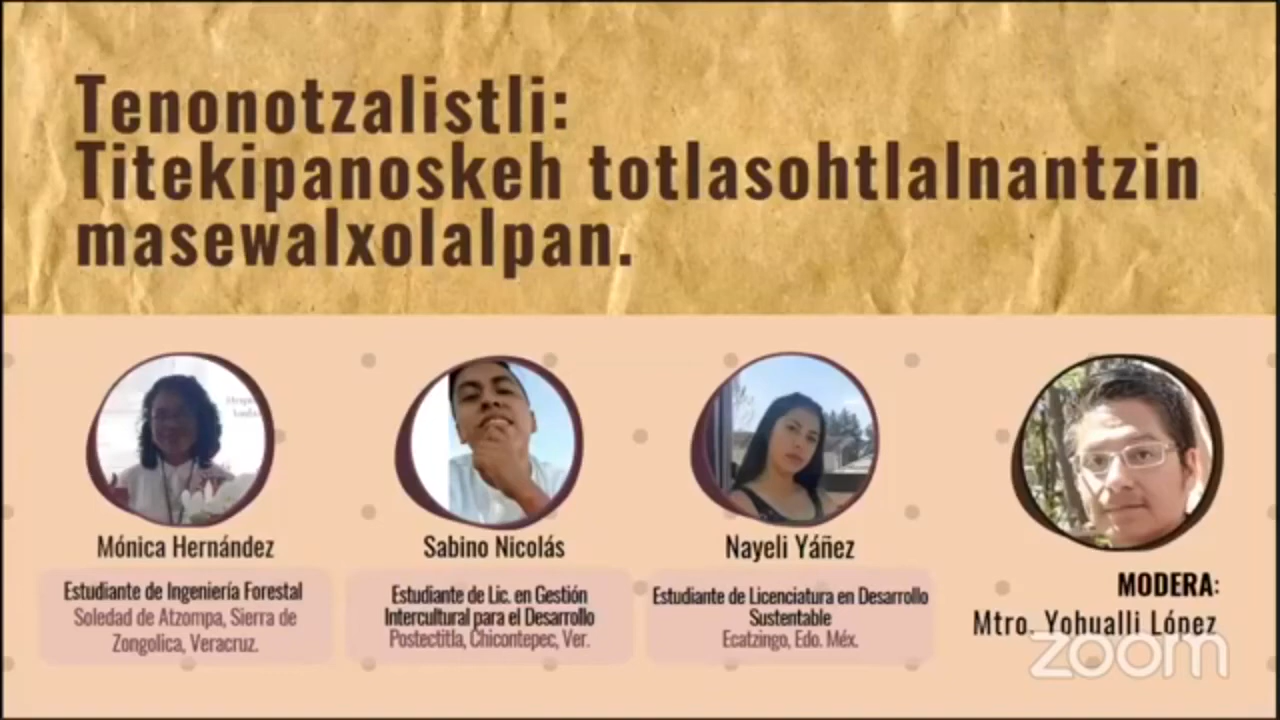 Tenonotzalistli:
Titekipanoskeh totlasohtlalnantzin
masewalxolalpan.
Mónica Hernández
Estudiante de Ingeniería Forestal
Soledad de Atzompa, Sierra de
Zongolica, Veracruz.
Sabino Nicolás
Estudiante de Lic. en Gestión
Intercultural para el Desarrollo
Postectitla, Chicontepec, Ver.
Nayeli Yáñez
Estudiante de Licenciatura en Desarrollo
Sustentable
Ecatzingo, Edo. Méx.
MODERA:
Mtro. Yohualli López
zoom